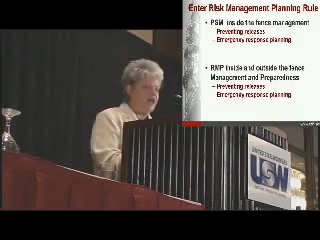 Enter Risk Management Planning Rule
• PSM inside the fence management
– Preventing releases
– Emergency response planning
• RMP inside and outside the fence
Management and Preparedness
– Preventing releases
– Emergency response planning
UNITED STEELWORKERS
USW